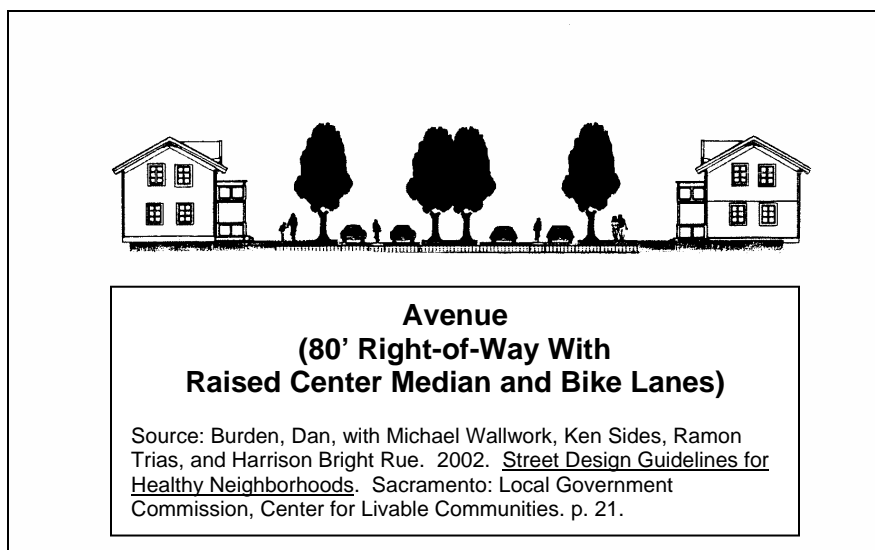 Avenue
(80’ Right-of-Way With
Raised Center Median and Bike Lanes)
Source: Burden, Dan, with Michael Wallwork, Ken Sides, Ramon
Trias, and Harrison Bright Rue.  2002.  Street Design Guidelines for
Healthy Neighborhoods.  Sacramento: Local Government
Commission, Center for Livable Communities. p. 21.